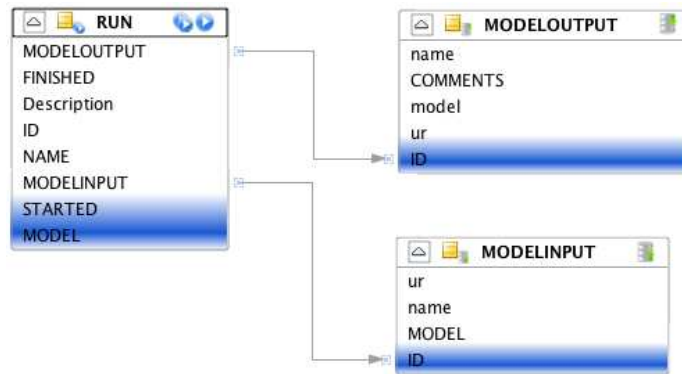 RUN
MODELOUTPUT
FINISHED
Description
ID
NAME
MODELINPUT
STARTED
MODEL
MODELOUTPUT
name
COMMENTS
model
ur
ID
MODELINPUT
ur
name
MODEL
ID